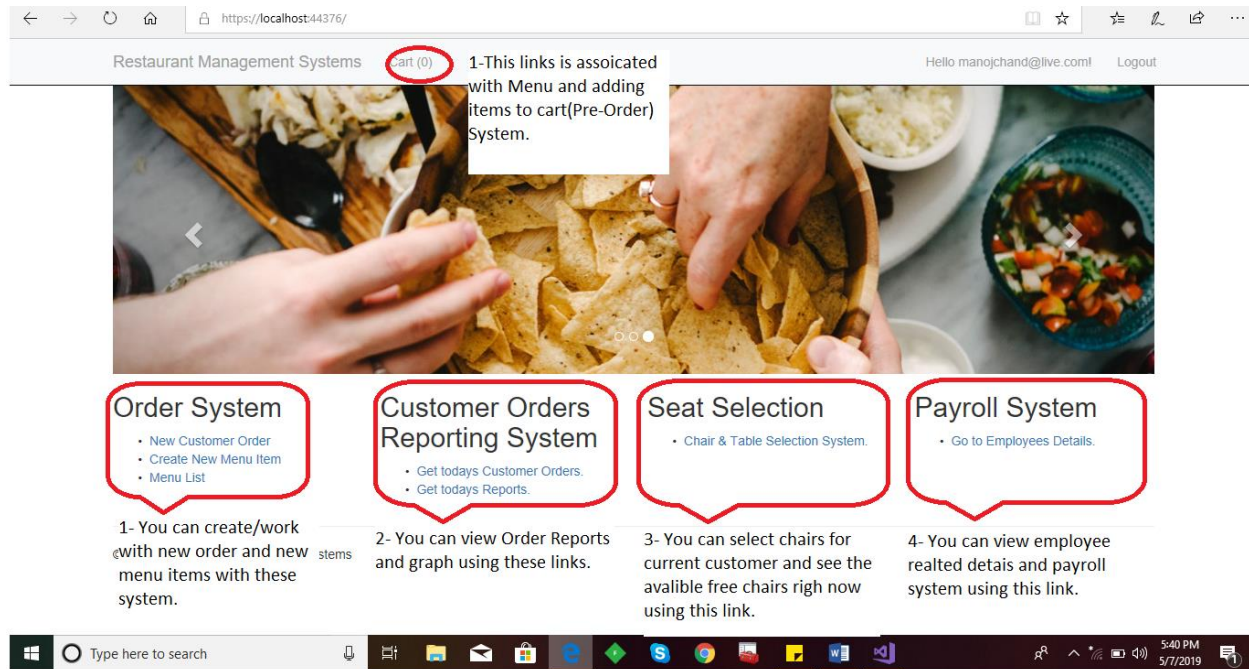 https://localhost:44376/
Restaurant Management Systems
Cart (0)
1-This links is assoicated
with Menu and adding
items to cart(Pre-Order)
System.
Hello manojchand@live.com!
Logout
Order System
• New Customer Order
• Create New Menu Item
• Menu List
Customer Orders
Reporting System
• Get todays Customer Orders.
• Get todays Reports.
Seat Selection
• Chair & Table Selection System.
Payroll System
• Go to Employees Details.
1- You can create/work
with new order and new
menu items with these
system.
stems
2- You can view Order Reports
and graph using these links.
3- You can select chairs for
current customer and see the
avalible free chairs righ now
using this link.
4- You can view employee
realted detais and payroll
system using this link.
Type here to search
5:40 PM
5/7/2019
1